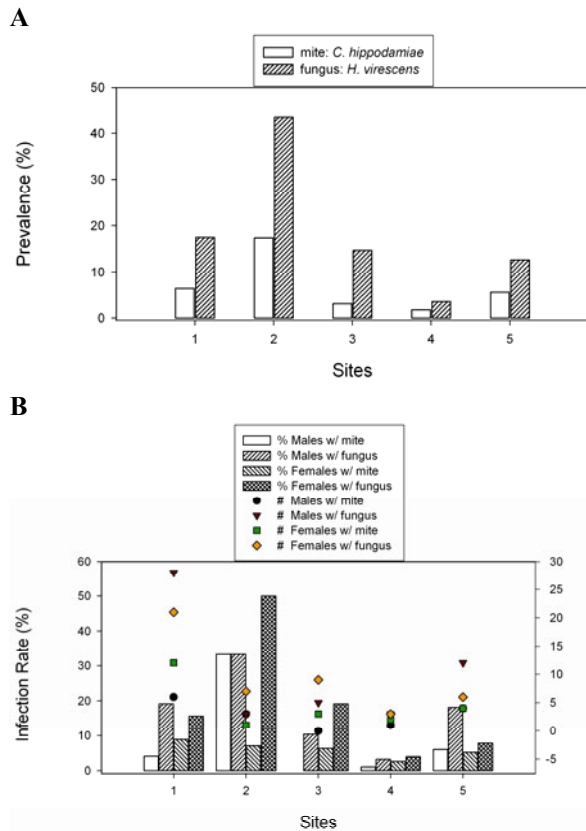 A
mite: C. hippodamiae
fungus: H. virescens
50
40
30
20
10
0
Prevalence (%)
1 2 3 4 5
Sites
B
% Males w/ mite
% Males w/ fungus
% Females w/ mite
% Females w/ fungus
# Males w/ mite
# Males w/ fungus
# Females w/ mite
# Females w/ fungus
60
50
40
30
20
10
0
Infection Rate (%)
30
25
20
15
10
5
0
-5
1 2 3 4 5
Sites